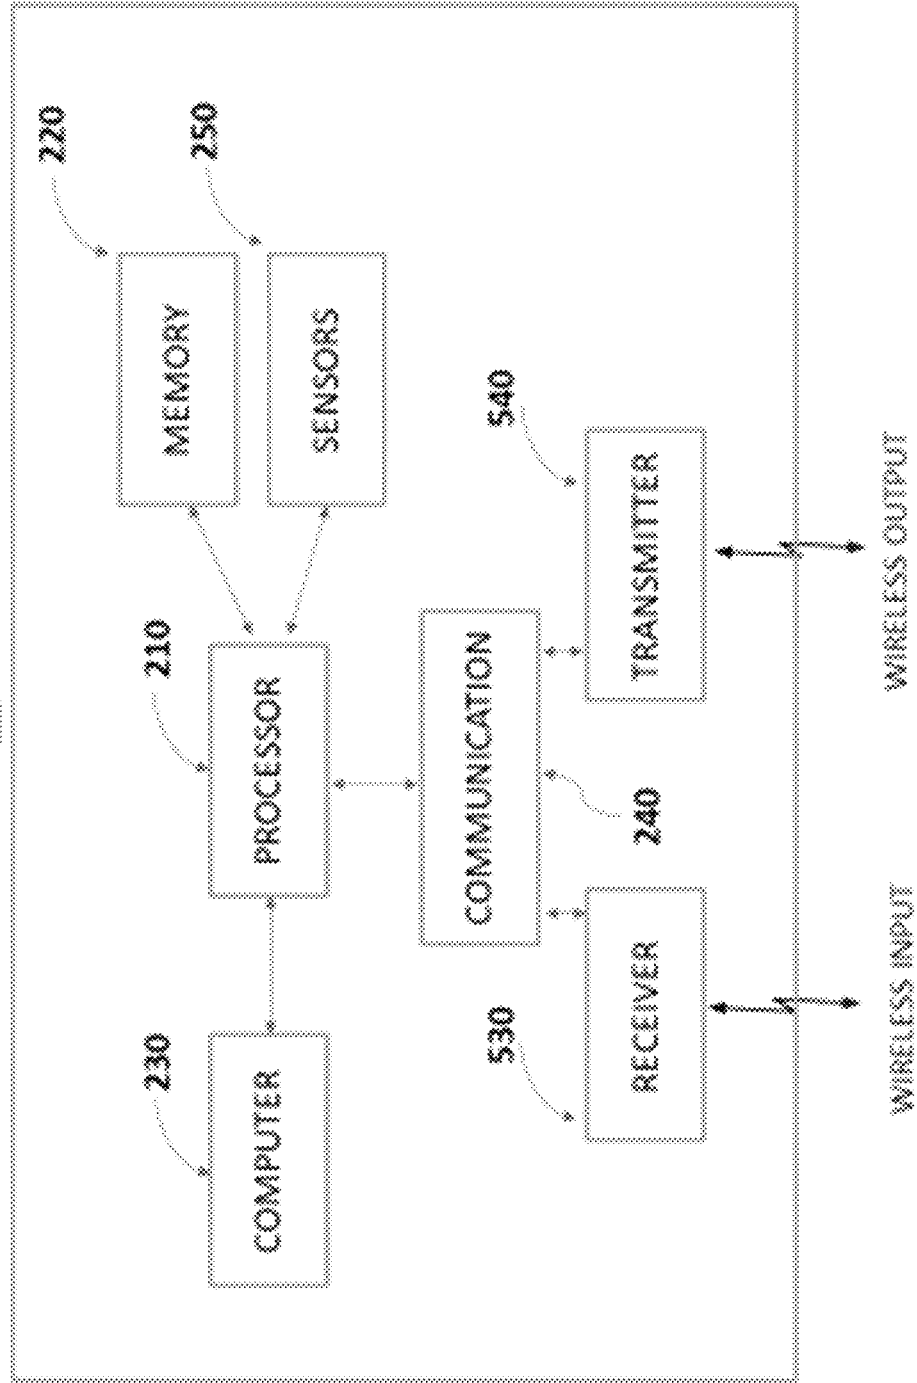 220
MEMORY
250
SENSORS
210
PROCESSOR
230
COMPUTER
COMMUNICATION
240
540
TRANSMITTER
530
RECEIVER
WIRELESS INPUT
WIRELESS OUTPUT